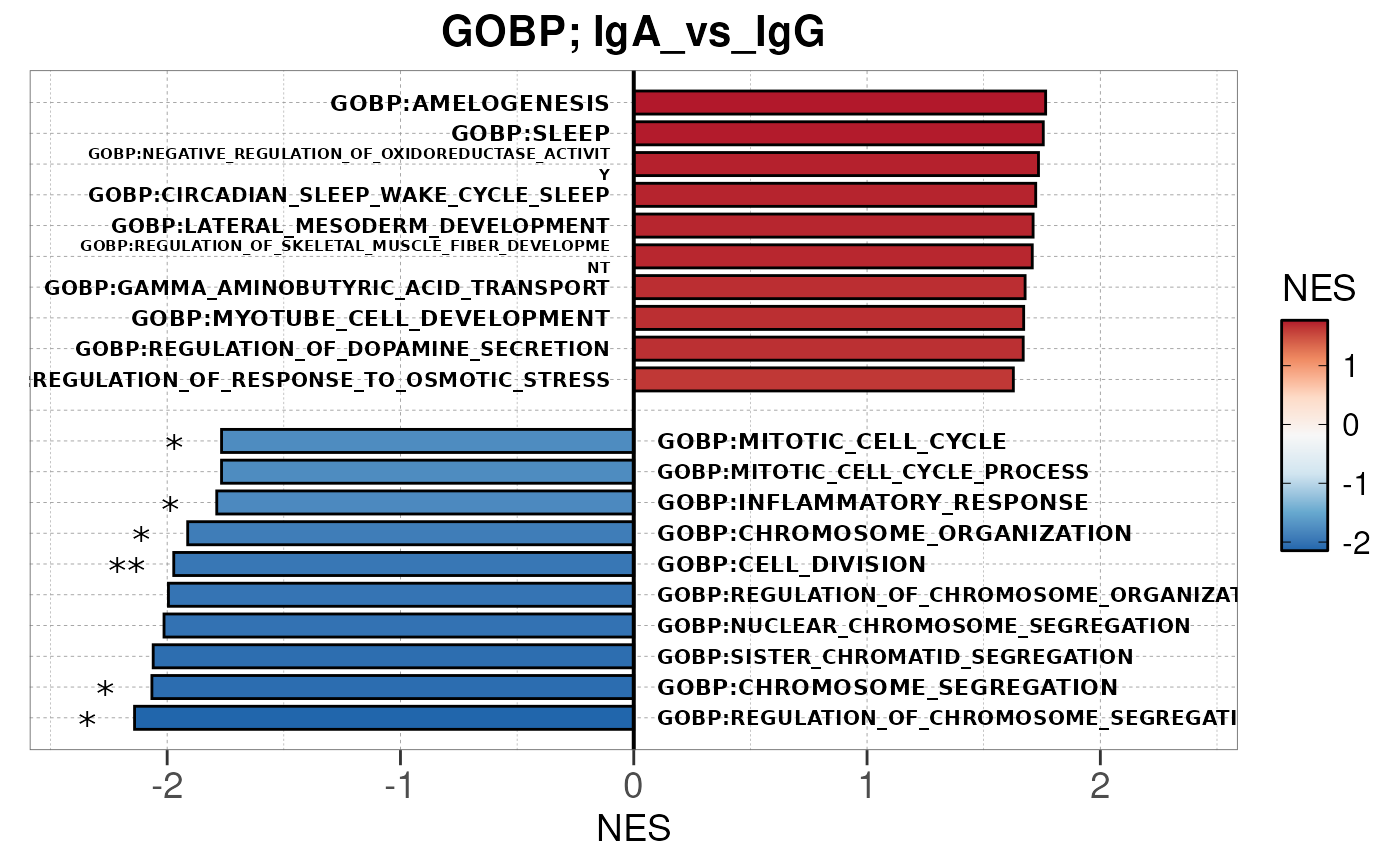 GOBP; IgA_vs_IgG
GOBP:AMELOGENESIS
GOBP:SLEEP
GOBP:NEGATIVE_REGULATION_OF_OXIDOREDUCTASE_ACTIVIT
Y
GOBP:CIRCADIAN_SLEEP_WAKE_CYCLE_SLEEP
GOBP:LATERAL_MESODERM_DEVELOPMENT
GOBP:REGULATION_OF_SKELETAL_MUSCLE_FIBER_DEVELOPME
NT
GOBP:GAMMA_AMINOBUTYRIC_ACID_TRANSPORT
GOBP:MYOTUBE_CELL_DEVELOPMENT
GOBP:REGULATION_OF_DOPAMINE_SECRETION
:REGULATION_OF_RESPONSE_TO_OSMOTIC_STRESS
* GOBP:MITOTIC_CELL_CYCLE
GOBP:MITOTIC_CELL_CYCLE_PROCESS
* GOBP:INFLAMMATORY_RESPONSE
* GOBP:CHROMOSOME_ORGANIZATION
** GOBP:CELL_DIVISION
GOBP:REGULATION_OF_CHROMOSOME_ORGANIZAT
GOBP:NUCLEAR_CHROMOSOME_SEGREGATION
GOBP:SISTER_CHROMATID_SEGREGATION
* GOBP:CHROMOSOME_SEGREGATION
* GOBP:REGULATION_OF_CHROMOSOME_SEGREGATI
-2 -1 0 1 2
NES
NES
1
0
-1
-2